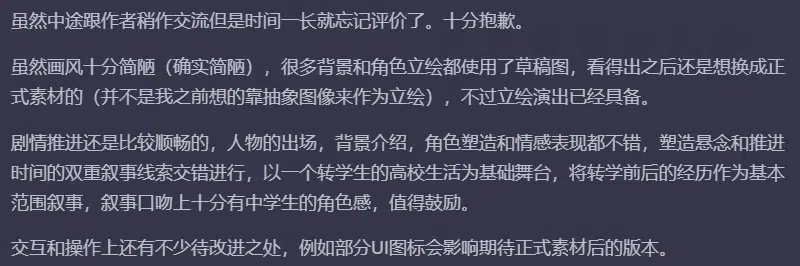 虽然中途跟作者稍作交流但是时间一长就忘记评价了。十分抱歉。
虽然画风十分简陋（确实简陋），很多背景和角色立绘都使用了草稿图，看得出之后还是想换成正
式素材的（并不是我之前想的靠抽象图像来作为立绘），不过立绘演出已经具备。
剧情推进还是比较顺畅的，人物的出场，背景介绍，角色塑造和情感表现都不错，塑造悬念和推进
时间的双重叙事线索交错进行，以一个转学生的高校生活为基础舞台，将转学前后的经历作为基本
范围叙事，叙事口吻上十分有中学生的角色感，值得鼓励。
交互和操作上还有不少待改进之处，例如部分UI图标会影响期待正式素材后的版本。